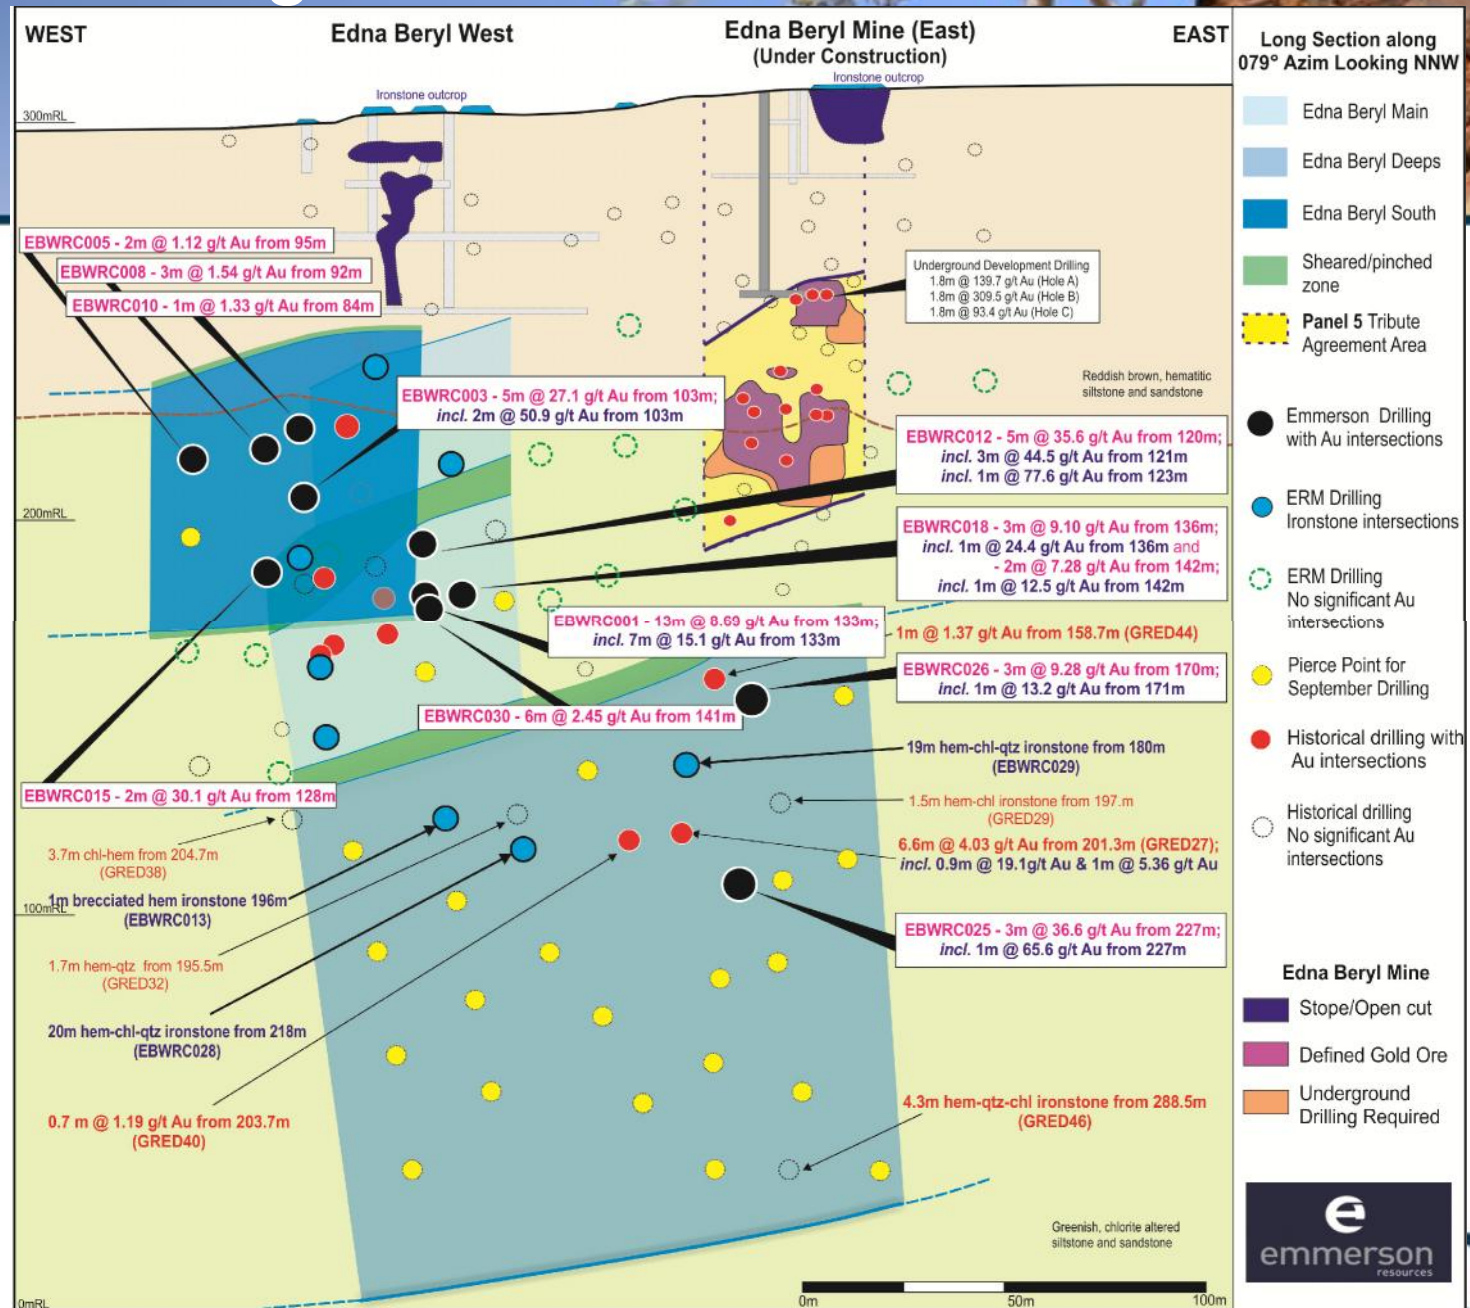 WEST
Edna Beryl West
Edna Beryl Mine (East)
(Under Construction)
EAST
Long Section along
079° Azim Looking NNW
Ironstone outcrop
Ironstone outcrop
300mRL
EBWRC005 - 2m @ 1.12 g/t Au from 95m
EBWRC008 - 3m @ 1.54 g/t Au from 92m
EBWRC010 - 1m @ 1.33 g/t Au from 84m
Underground Development Drilling
1.8m @ 139.7 g/t Au (Hole A)
1.8m @ 309.5 g/t Au (Hole B)
1.8m @ 93.4 g/t Au (Hole C)
Reddish brown, hematitic
siltstone and sandstone
EBWRC003 - 5m @ 27.1 g/t Au from 103m;
incl. 2m @ 50.9 g/t Au from 103m
EBWRC012 - 5m @ 35.6 g/t Au from 120m;
incl. 3m @ 44.5 g/t Au from 121m
incl. 1m @ 77.6 g/t Au from 123m
200mRL
EBWRC018 - 3m @ 9.10 g/t Au from 136m;
incl. 1m @ 24.4 g/t Au from 136m and
- 2m @ 7.28 g/t Au from 142m;
incl. 1m @ 12.5 g/t Au from 142m
EBWRC001 - 13m @ 8.69 g/t Au from 133m;
incl. 7m @ 15.1 g/t Au from 133m
1m @ 1.37 g/t Au from 158.7m (GRED44)
EBWRC026 - 3m @ 9.28 g/t Au from 170m;
incl. 1m @ 13.2 g/t Au from 171m
EBWRC030 - 6m @ 2.45 g/t Au from 141m
19m hem-chl-qtz ironstone from 180m
(EBWRC029)
EBWRC015 - 2m @ 30.1 g/t Au from 128m
1.5m hem-chl ironstone from 197.m
(GRED29)
3.7m chl-hem from 204.7m
(GRED38)
6.6m @ 4.03 g/t Au from 201.3m (GRED27);
incl. 0.9m @ 19.1g/t Au & 1m @ 5.36 g/t Au
1m brecciated hem ironstone 196m
(EBWRC013)
100mRL
EBWRC025 - 3m @ 36.6 g/t Au from 227m;
incl. 1m @ 65.6 g/t Au from 227m
1.7m hem-qtz from 195.5m
(GRED32)
20m hem-chl-qtz ironstone from 218m
(EBWRC028)
0.7 m @ 1.19 g/t Au from 203.7m
(GRED40)
4.3m hem-qtz-chl ironstone from 288.5m
(GRED46)
Greenish, chlorite altered
siltstone and sandstone
0mRL
0m
50m
100m
Edna Beryl Main
Edna Beryl Deeps
Edna Beryl South
Sheared/pinched
zone
Panel 5 Tribute
Agreement Area
Emmerson Drilling
with Au intersections
ERM Drilling
Ironstone intersections
ERM Drilling
No significant Au
intersections
Pierce Point for
September Drilling
Historical drilling with
Au intersections
Historical drilling
No significant Au
intersections
Edna Beryl Mine
Stope/Open cut
Defined Gold Ore
Underground
Drilling Required
emmerson
resources